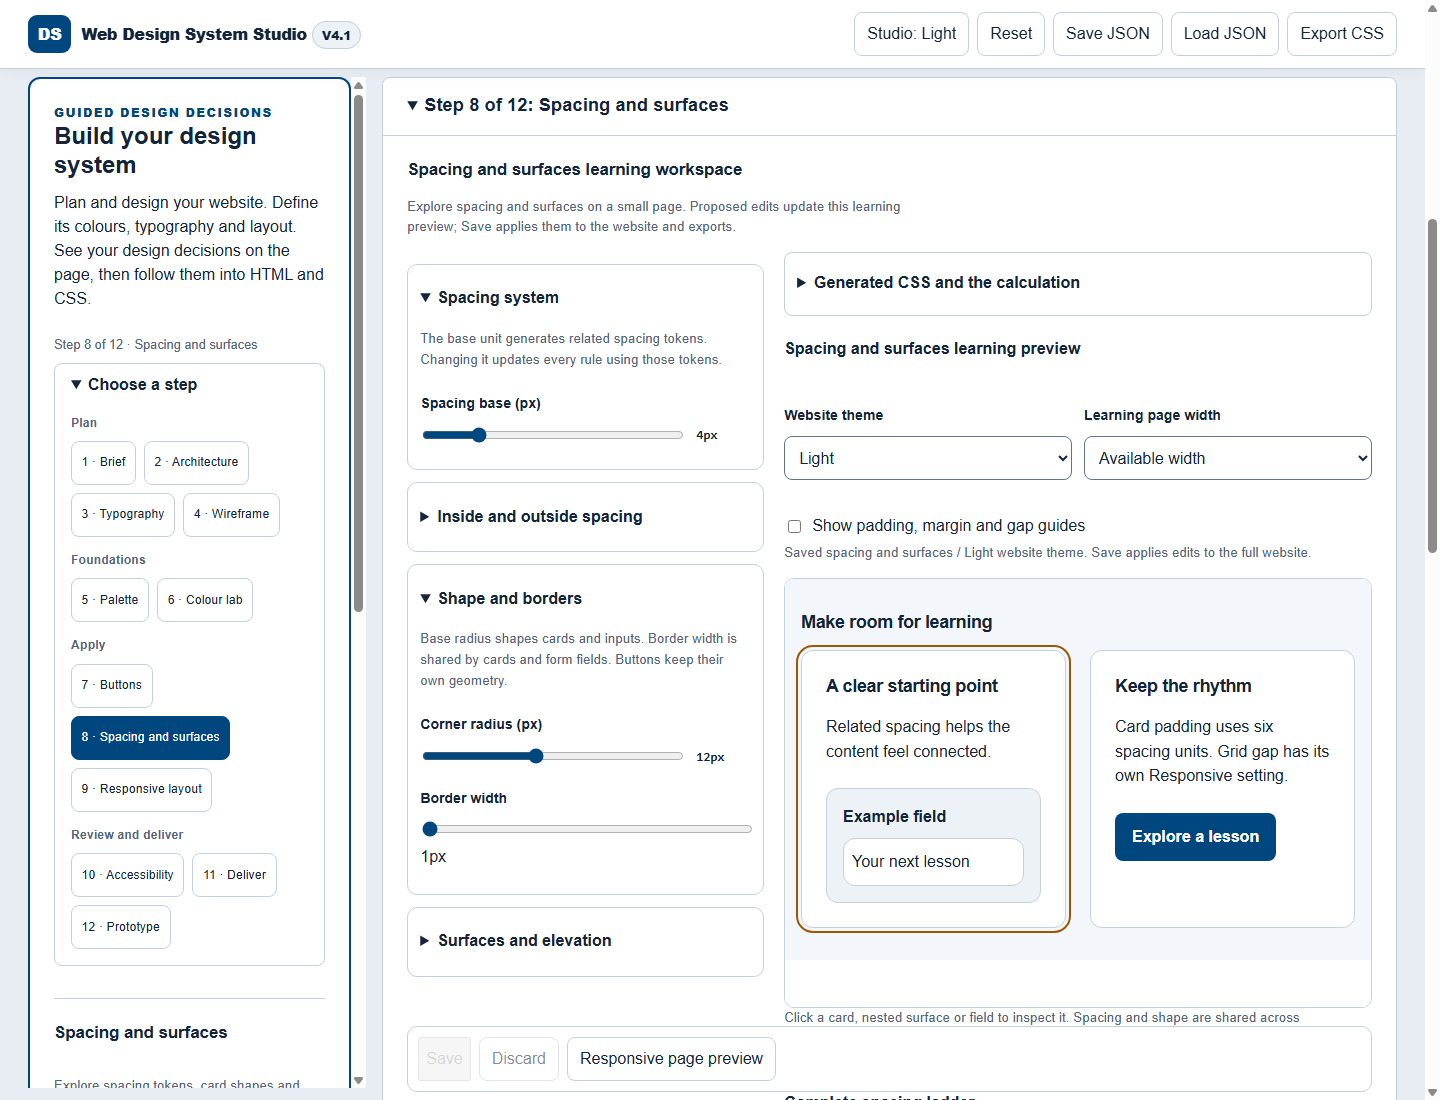 DS Web Design System Studio V4.1
Studio: Light
Reset
Save JSON
Load JSON
Export CSS
GUIDED DESIGN DECISIONS
Build your design
system
Plan and design your website. Define
its colours, typography and layout.
See your design decisions on the
page, then follow them into HTML and
CSS.
Step 8 of 12 · Spacing and surfaces
Choose a step
Plan
1 · Brief
2 · Architecture
3 · Typography
4 · Wireframe
Foundations
5 · Palette
6 · Colour lab
Apply
7 · Buttons
8 · Spacing and surfaces
9 · Responsive layout
Review and deliver
10 · Accessibility
11 · Deliver
12 · Prototype
Spacing and surfaces
Explore spacing tokens, card shapes and
Step 8 of 12: Spacing and surfaces
Spacing and surfaces learning workspace
Explore spacing and surfaces on a small page. Proposed edits update this learning
preview; Save applies them to the website and exports.
Spacing system
The base unit generates related spacing tokens.
Changing it updates every rule using those tokens.
Spacing base (px)
4px
Inside and outside spacing
Shape and borders
Base radius shapes cards and inputs. Border width is
shared by cards and form fields. Buttons keep their
own geometry.
Corner radius (px)
12px
Border width
1px
Surfaces and elevation
Generated CSS and the calculation
Spacing and surfaces learning preview
Website theme
Light
Learning page width
Available width
Show padding, margin and gap guides
Saved spacing and surfaces / Light website theme. Save applies edits to the full website.
Make room for learning
A clear starting point
Related spacing helps the
content feel connected.
Example field
Your next lesson
Keep the rhythm
Card padding uses six
spacing units. Grid gap has its
own Responsive setting.
Explore a lesson
Click a card, nested surface or field to inspect it. Spacing and shape are shared across
Save
Discard
Responsive page preview
Complete spacing ladder